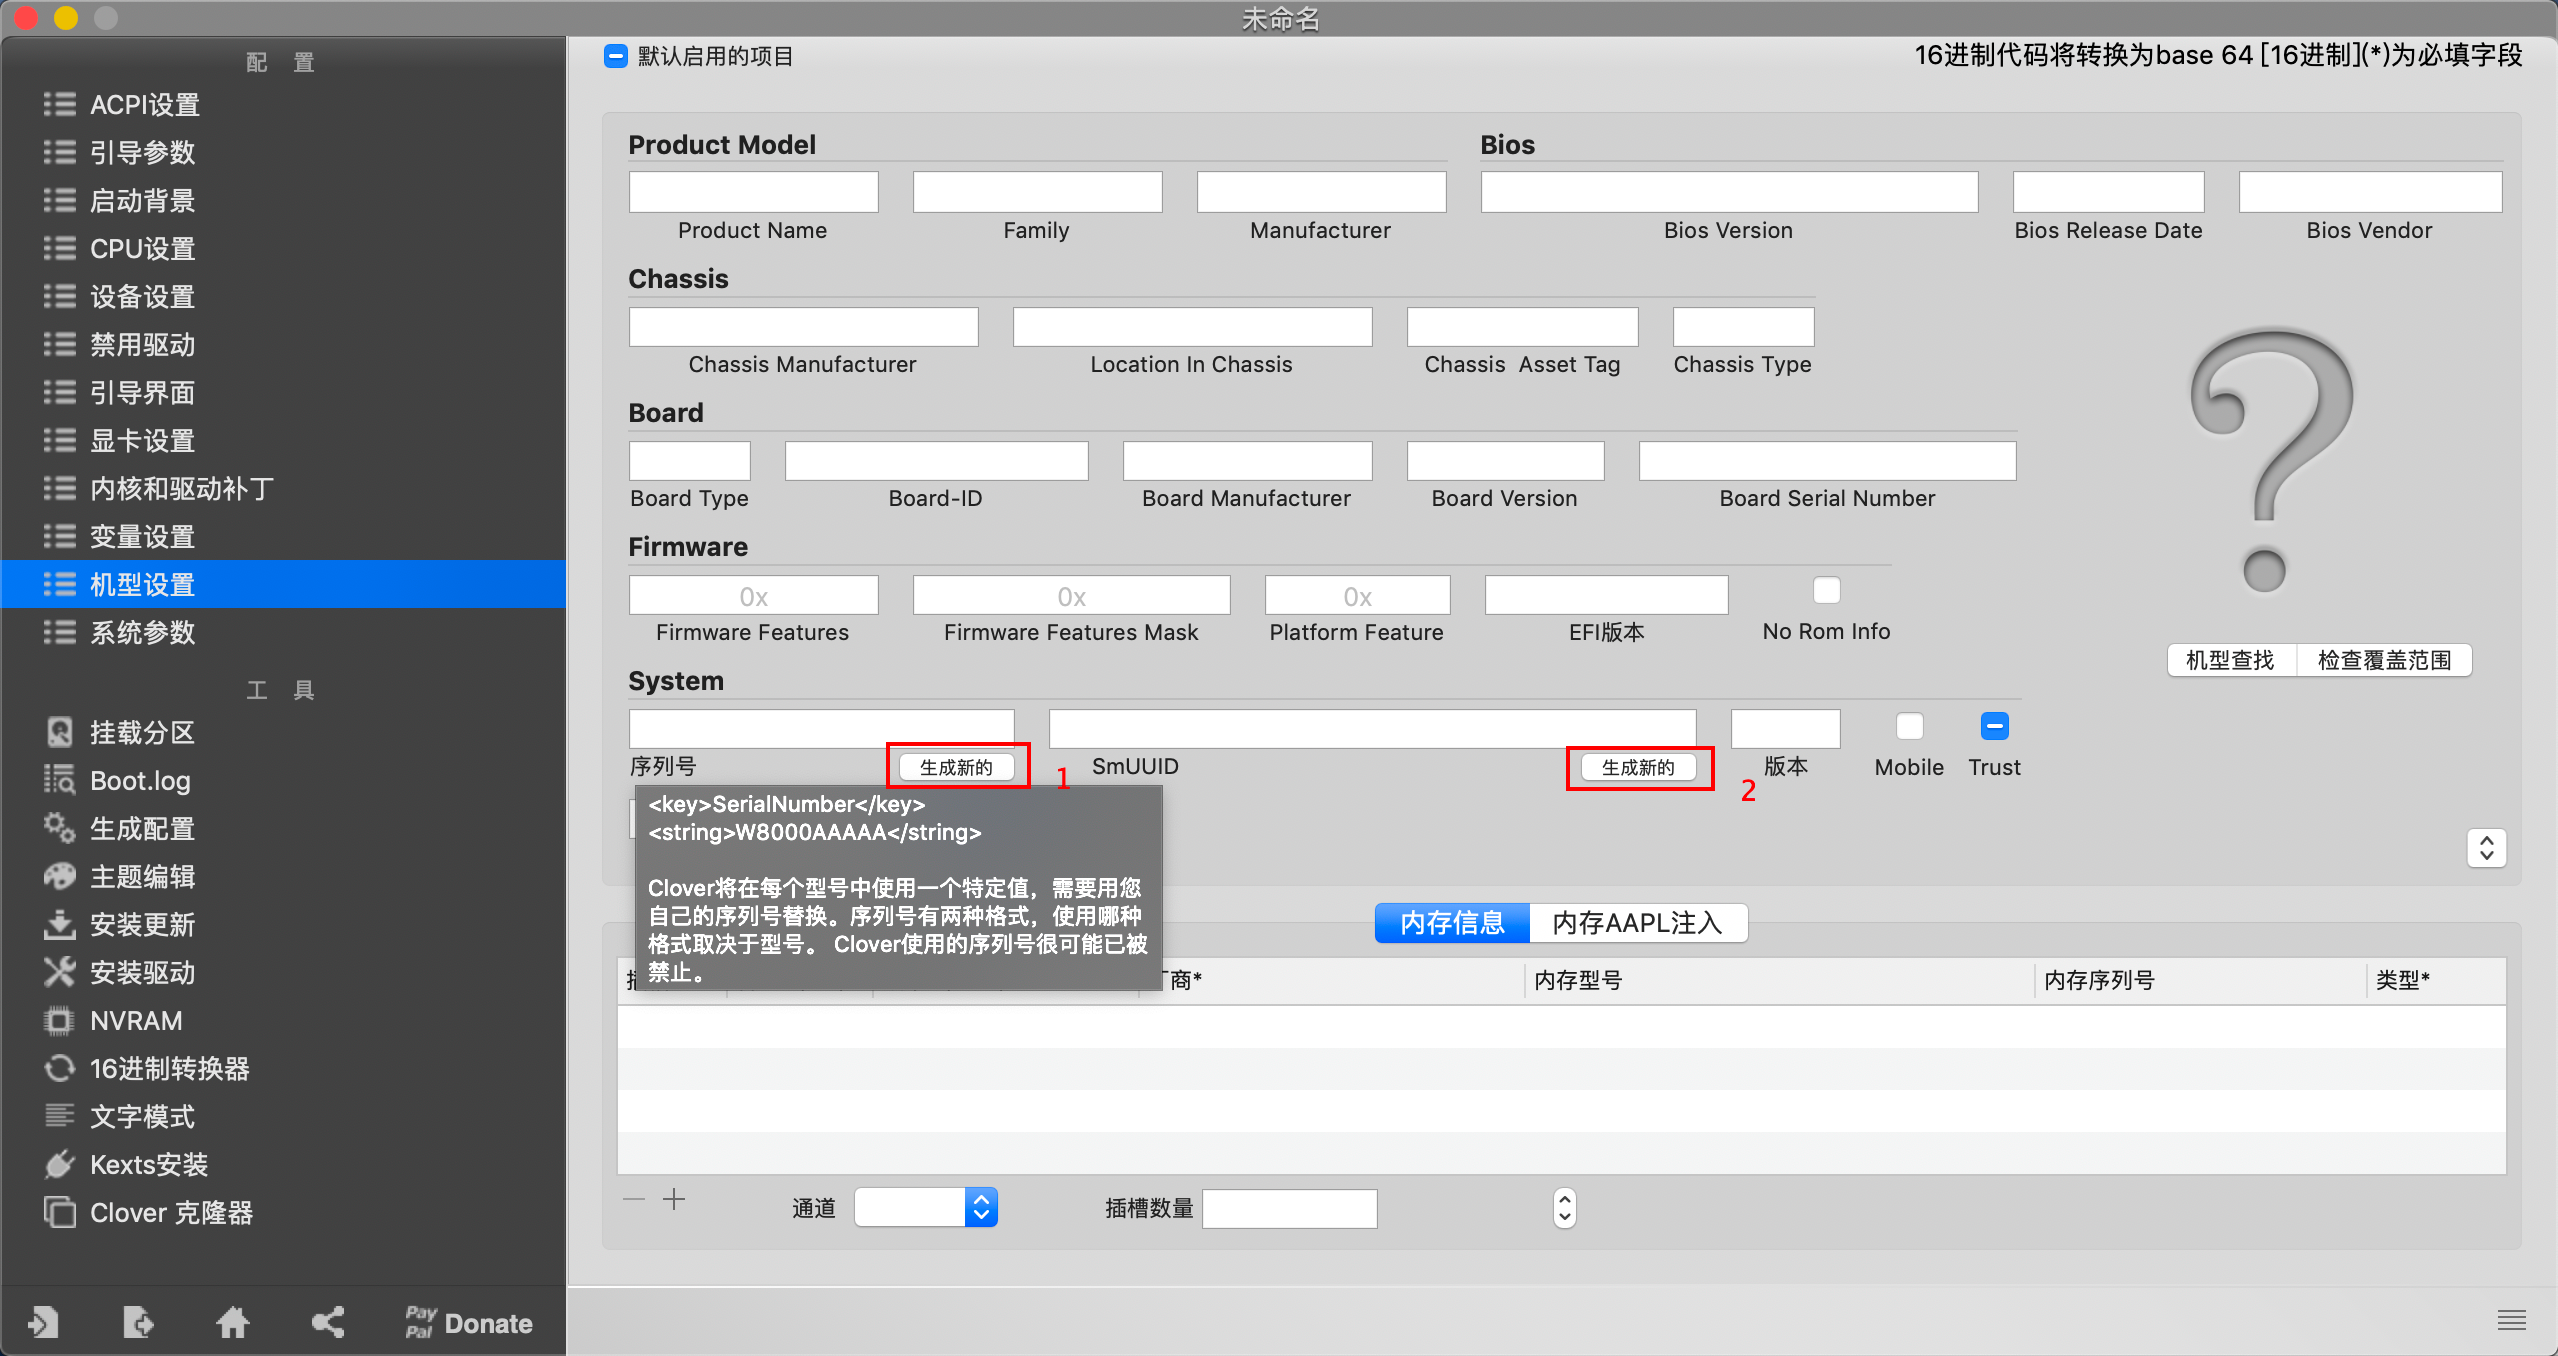 未命名
配 置
ACPI设置
引导参数
启动背景
CPU设置
设备设置
禁用驱动
引导界面
显卡设置
内核和驱动补丁
变量设置
机型设置
系统参数
工 具
挂载分区
Boot.log
生成配置
主题编辑
安装更新
安装驱动
NVRAM
16进制转换器
文字模式
Kexts安装
Clover 克隆器
Pay
Pal
Donate
默认启用的项目
16进制代码将转换为base 64 [16进制](*)为必填字段
Product Model
Bios
Product Name
Family
Manufacturer
Bios Version
Bios Release Date
Bios Vendor
Chassis
Chassis Manufacturer
Location In Chassis
Chassis Asset Tag
Chassis Type
Board
Board Type
Board-ID
Board Manufacturer
Board Version
Board Serial Number
Firmware
0x
0x
0x
Firmware Features
Firmware Features Mask
Platform Feature
EFI版本
No Rom Info
机型查找
检查覆盖范围
System
序列号
生成新的
1
SmUUID
生成新的
2
版本
Mobile
Trust
<key>SerialNumber</key>
<string>W8000AAAAA</string>
Clover将在每个型号中使用一个特定值，需要用您
自己的序列号替换。序列号有两种格式，使用哪种
格式取决于型号。 Clover使用的序列号很可能已被
禁止。
内存信息
内存AAPL注入
商*
内存型号
内存序列号
类型*
通道
插槽数量